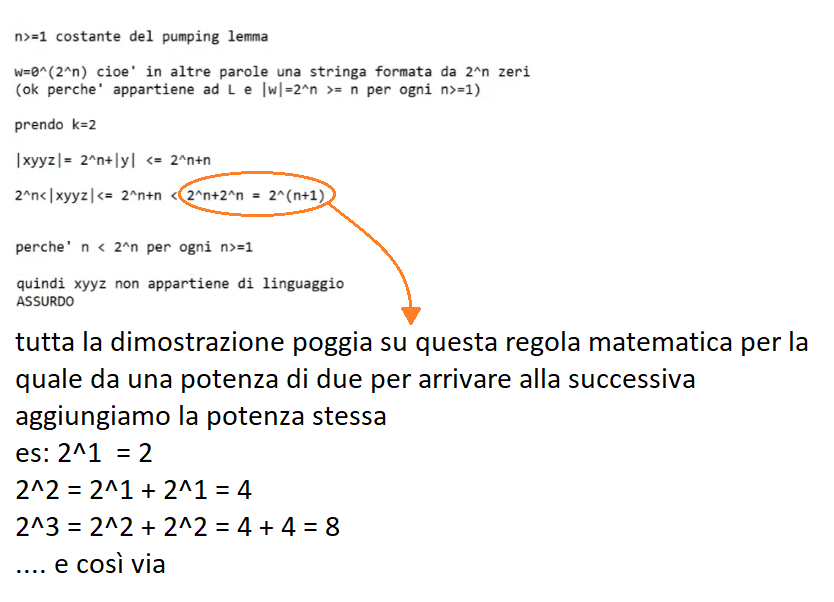 n>=1 costante del pumping lemma
w=0^(2^n) cioe' in altre parole una stringa formata da 2^n zeri
(ok perche' appartiene ad L e |w|=2^n >= n per ogni n>=1)
prendo k=2
|xyyz|= 2^n+|y| <= 2^n+n
2^n<|xyyz|<= 2^n+n < 2^n+2^n = 2^(n+1)
perche' n < 2^n per ogni n>=1
quindi xyyz non appartiene di linguaggio
ASSURDO
tutta la dimostrazione poggia su questa regola matematica per la
quale da una potenza di due per arrivare alla successiva
aggiungiamo la potenza stessa
es: 2^1 = 2
2^2 = 2^1 + 2^1 = 4
2^3 = 2^2 + 2^2 = 4 + 4 = 8
.... e così via